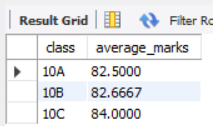 Result Grid Filter Ro
class average_marks
10A 82.5000
10B 82.6667
10C 84.0000